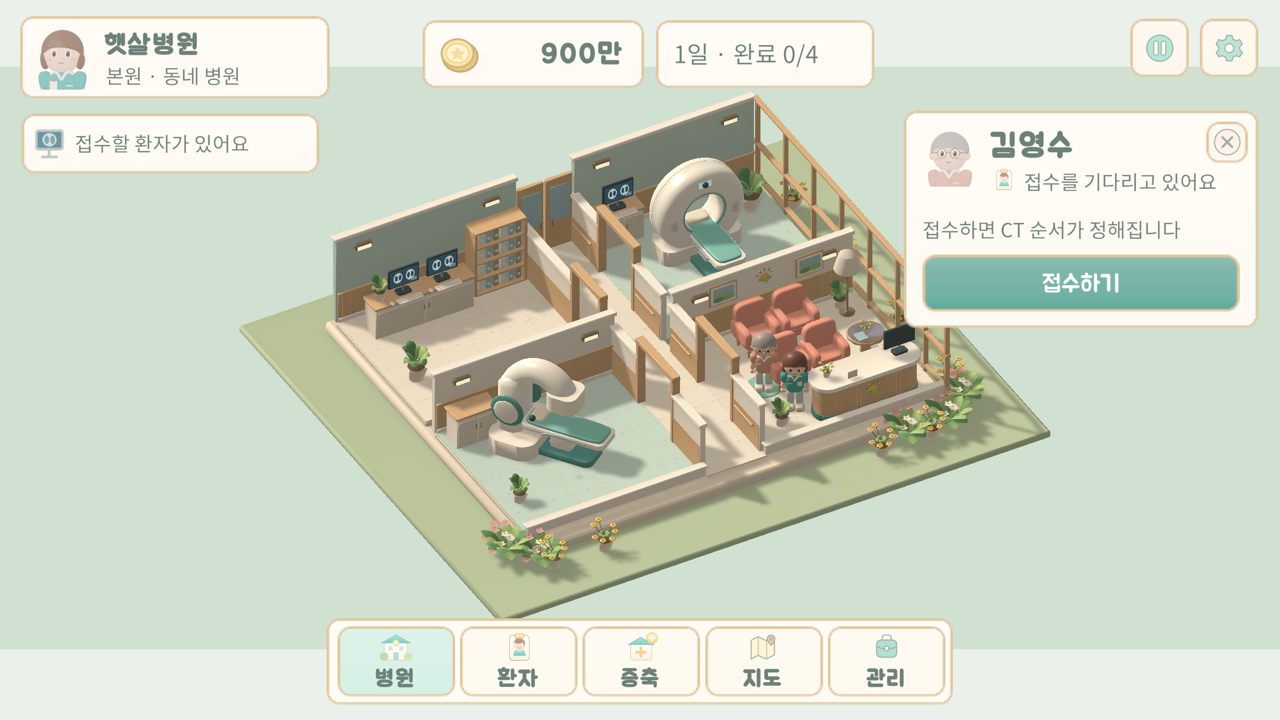 햇살병원
본원 · 동네 병원
900만
1일 · 완료 0/4
접수할 환자가 있어요
김영수
접수를 기다리고 있어요
접수하면 CT 순서가 정해집니다
접수하기
병원
환자
증축
지도
관리